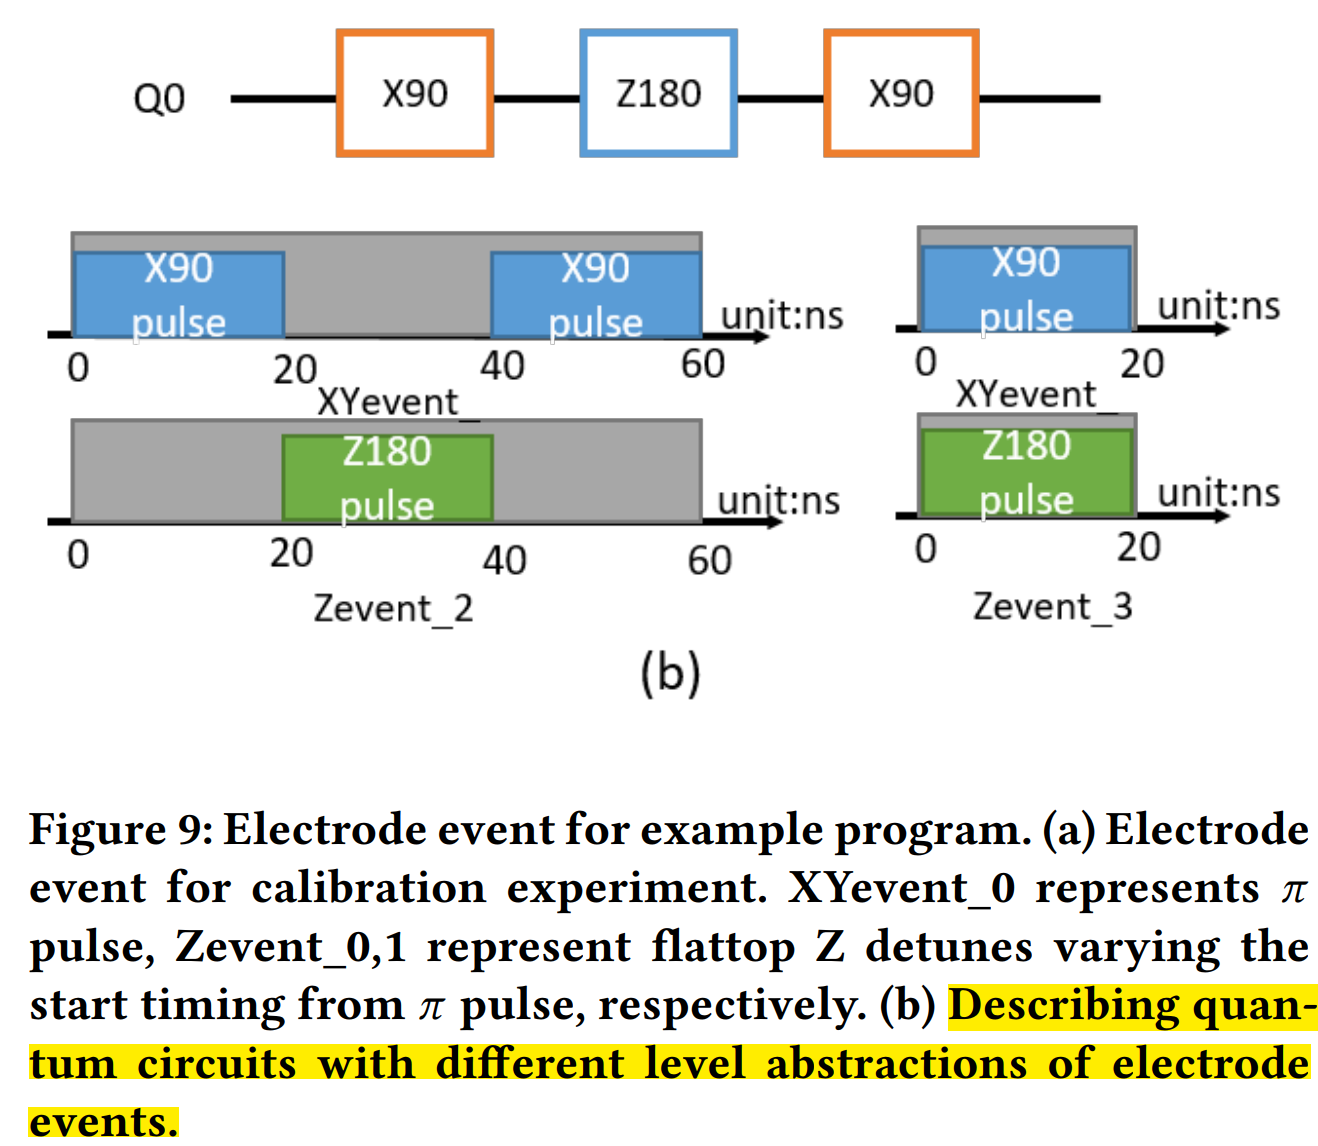 Q0 X90 Z180 X90
X90 pulse X90 pulse unit:ns
0 20 40 60
XYevent_
X90 pulse unit:ns
0 20
XYevent_
Z180 pulse unit:ns
0 20 40 60
Zevent_2
Z180 pulse unit:ns
0 20
Zevent_3
(b)
Figure 9: Electrode event for example program. (a) Electrode
event for calibration experiment. XYevent_0 represents π
pulse, Zevent_0,1 represent flattop Z detunes varying the
start timing from π pulse, respectively. (b) Describing quan-
tum circuits with different level abstractions of electrode
events.